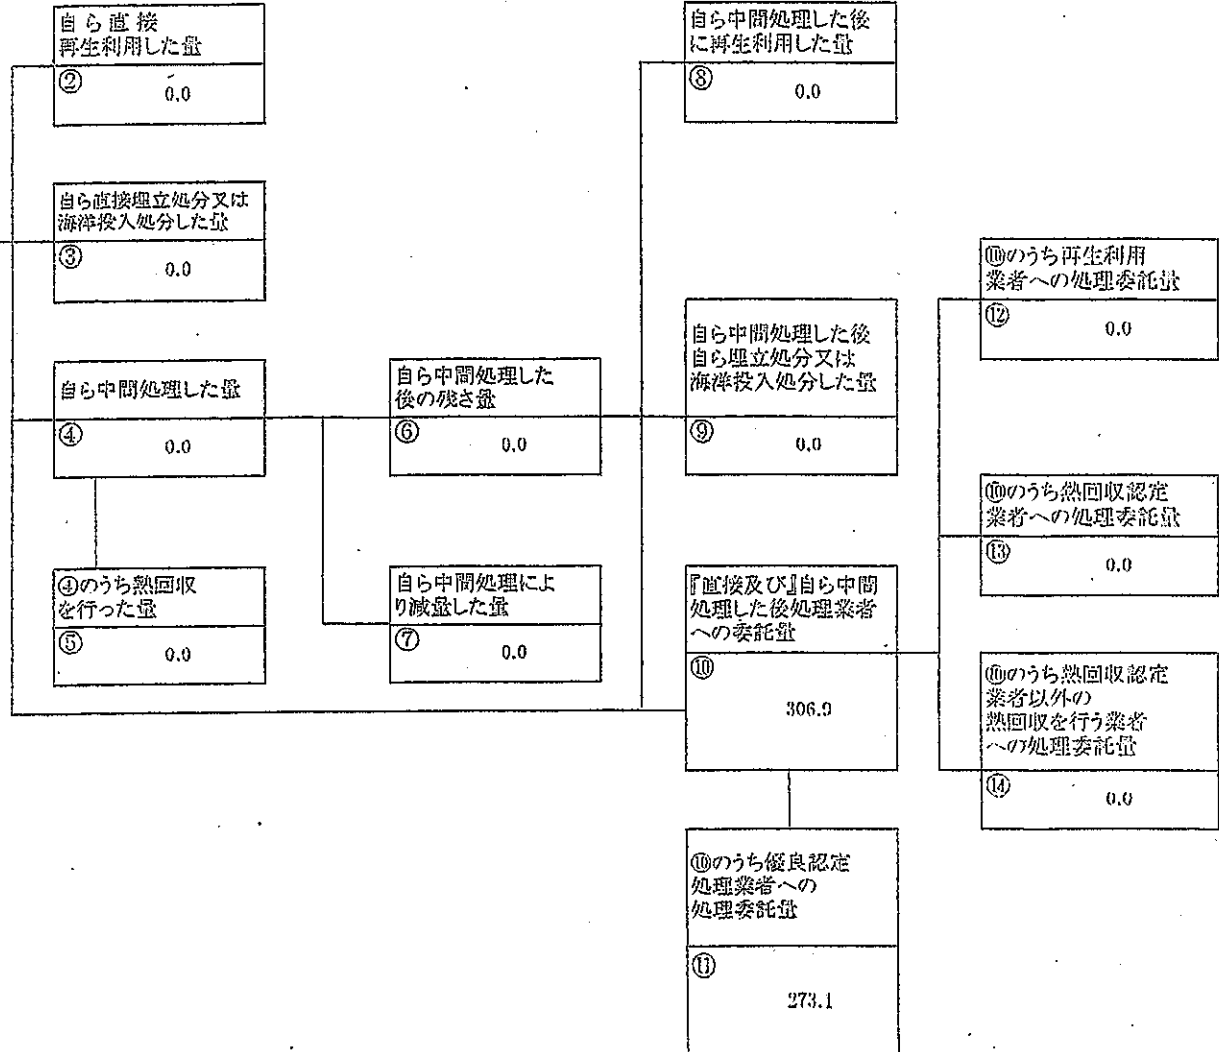 自ら直接
再生利用した量
②
0.0
自ら中間処理した後
に再生利用した量
⑧
0.0
自ら直接埋立処分又は
海洋投入処分した量
③
0.0
⑩のうち再生利用
業者への処理委託量
⑫
0.0
自ら中間処理した後
自ら埋立処分又は
海洋投入処分した量
⑨
0.0
自ら中間処理した量
④
0.0
自ら中間処理した
後の残さ量
⑥
0.0
⑩のうち熱回収認定
業者への処理委託量
⑬
0.0
④のうち熱回収
を行った量
⑤
0.0
自ら中間処理によ
り減量した量
⑦
0.0
『直接及び』自ら中間
処理した後処理業者
への委託量
⑩
306.9
⑩のうち熱回収認定
業者以外の
熱回収を行う業者
への処理委託量
⑭
0.0
⑩のうち優良認定
処理業者への
処理委託量
⑪
273.1